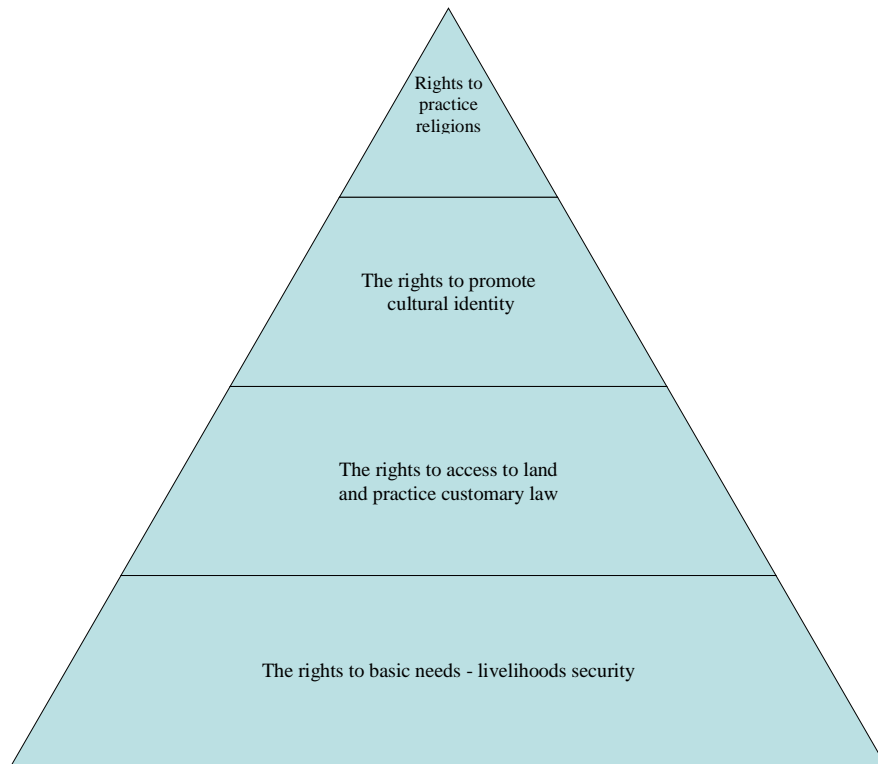 Rights to
practice
religions
The rights to promote
cultural identity
The rights to access to land
and practice customary law
The rights to basic needs - livelihoods security